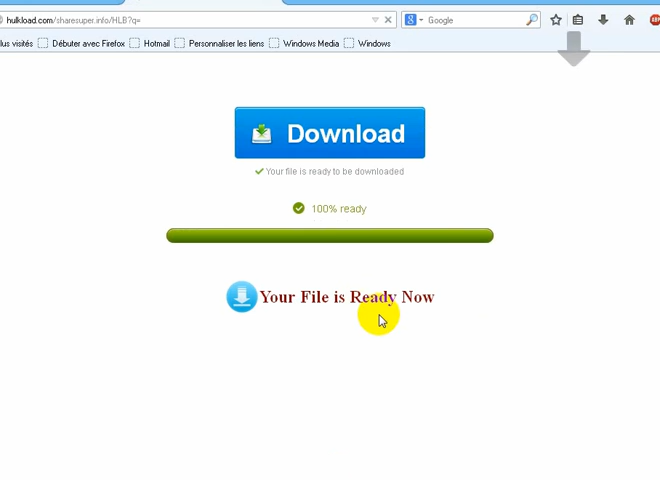 hulkload.com/sharesuper.info/HLB?q=
Google
lus visités Débuter avec Firefox Hotmail Personnaliser les liens Windows Media Windows
Download
Your file is ready to be downloaded
100% ready
Your File is Ready Now